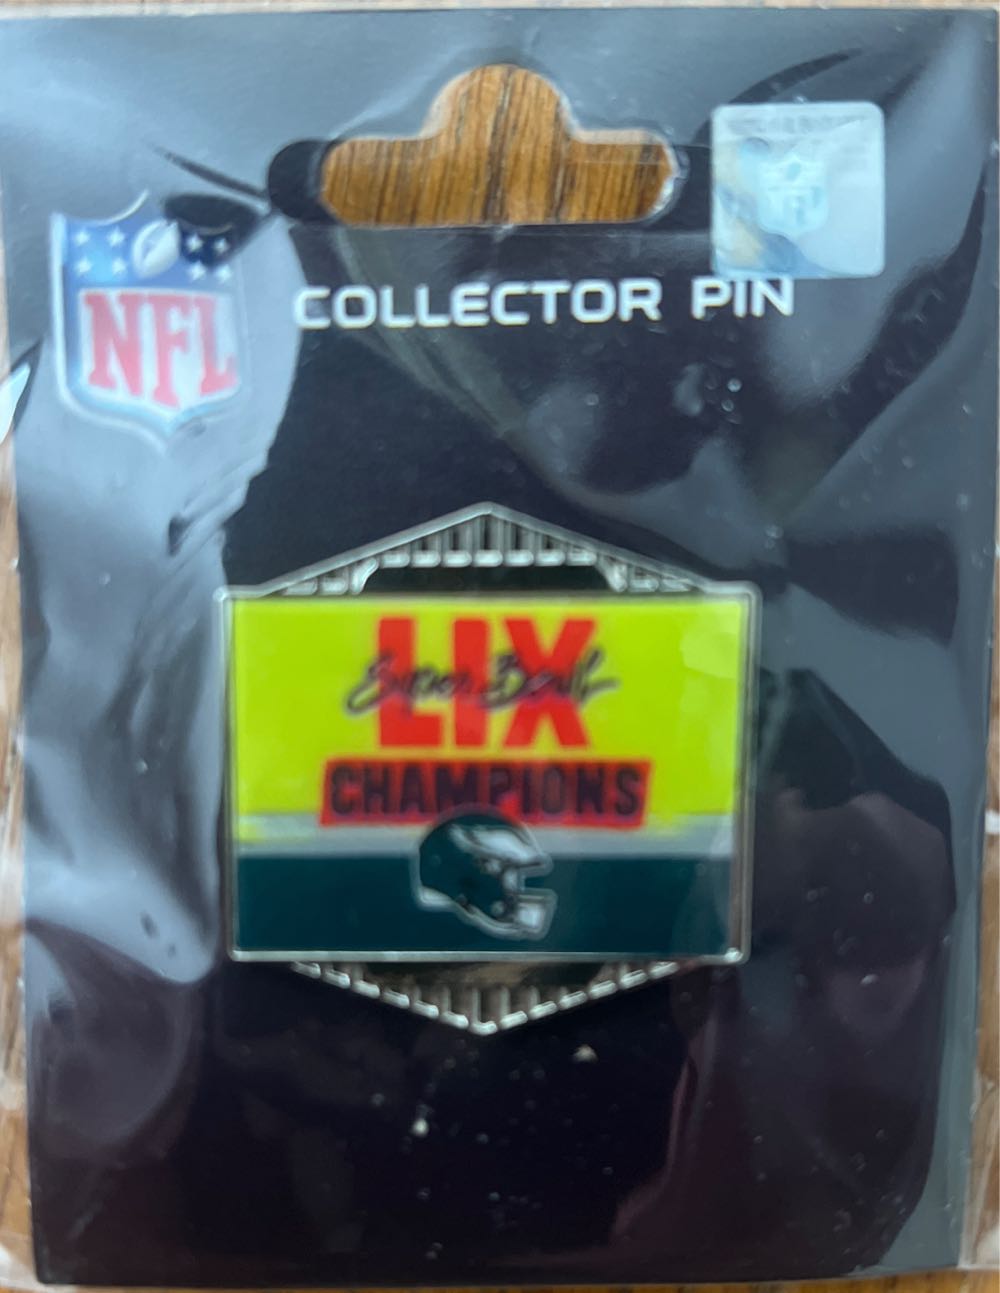 NFL
COLLECTOR PIN
LIX
Super Bowl
CHAMPIONS